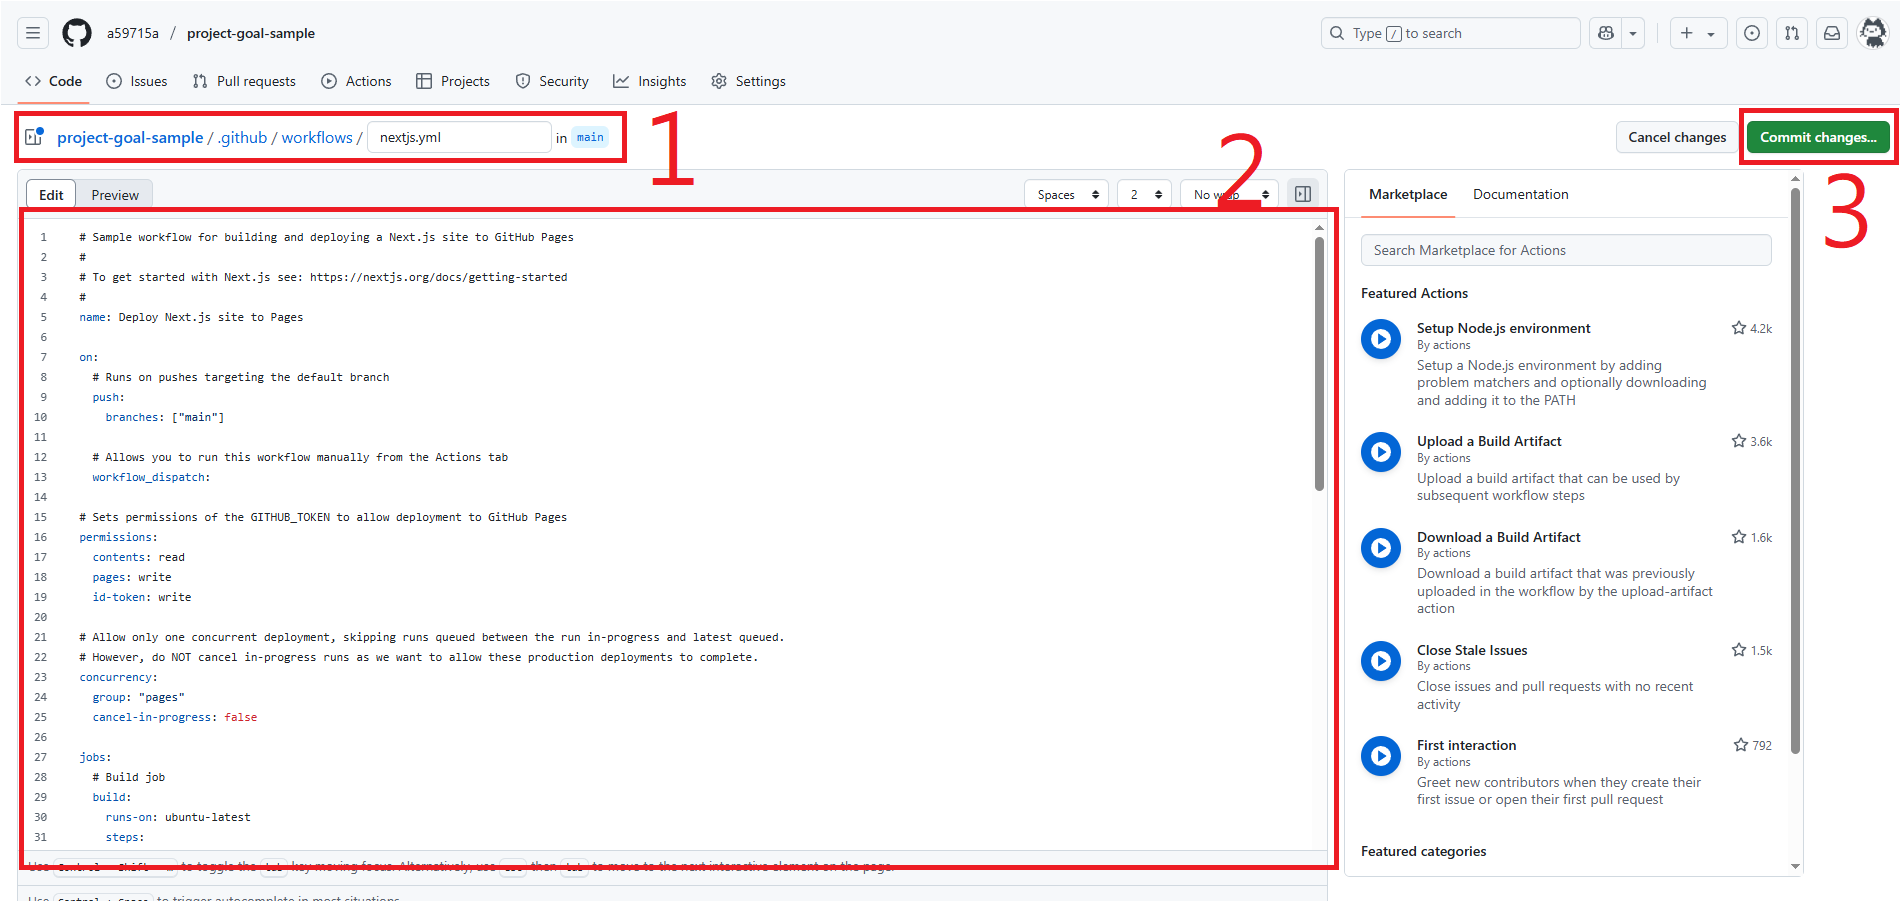 a59715a / project-goal-sample
Type / to search
Code
Issues
Pull requests
Actions
Projects
Security
Insights
Settings
project-goal-sample / .github / workflows / nextjs.yml in main
1
Cancel changes
Commit changes...
Edit
Preview
Spaces
2
No wrap
2
3
1 # Sample workflow for building and deploying a Next.js site to GitHub Pages
2 #
3 # To get started with Next.js see: https://nextjs.org/docs/getting-started
4 #
5 name: Deploy Next.js site to Pages
6
7 on:
8 # Runs on pushes targeting the default branch
9 push:
10 branches: ["main"]
11
12 # Allows you to run this workflow manually from the Actions tab
13 workflow_dispatch:
14
15 # Sets permissions of the GITHUB_TOKEN to allow deployment to GitHub Pages
16 permissions:
17 contents: read
18 pages: write
19 id-token: write
20
21 # Allow only one concurrent deployment, skipping runs queued between the run in-progress and latest queued.
22 # However, do NOT cancel in-progress runs as we want to allow these production deployments to complete.
23 concurrency:
24 group: "pages"
25 cancel-in-progress: false
26
27 jobs:
28 # Build job
29 build:
30 runs-on: ubuntu-latest
31 steps:
to toggle the tab key moving focus. Alternatively, use esc then tab to move to the next interactive element on the page.
Use Control + Space to trigger autocomplete in most situations.
Marketplace
Documentation
Search Marketplace for Actions
Featured Actions
Setup Node.js environment
4.2k
By actions
Setup a Node.js environment by adding
problem matchers and optionally downloading
and adding it to the PATH
Upload a Build Artifact
3.6k
By actions
Upload a build artifact that can be used by
subsequent workflow steps
Download a Build Artifact
1.6k
By actions
Download a build artifact that was previously
uploaded in the workflow by the upload-artifact
action
Close Stale Issues
1.5k
By actions
Close issues and pull requests with no recent
activity
First interaction
792
By actions
Greet new contributors when they create their
first issue or open their first pull request
Featured categories